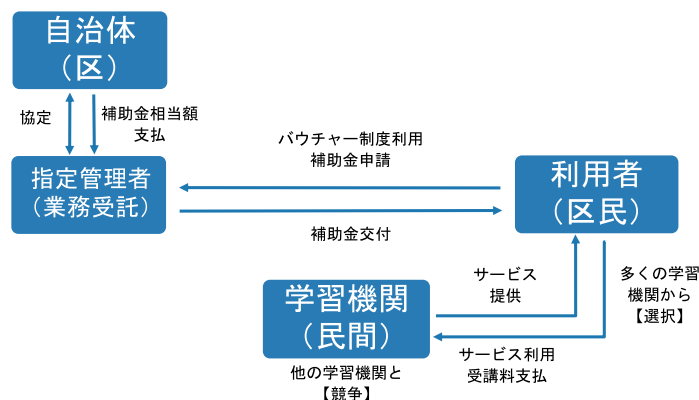 自治体
（区）
協定
補助金相当額
支払
指定管理者
（業務受託）
バウチャー制度利用
補助金申請
補助金交付
利用者
（区民）
サービス
提供
多くの学習
機関から
【選択】
学習機関
（民間）
サービス利用
受講料支払
他の学習機関と
【競争】